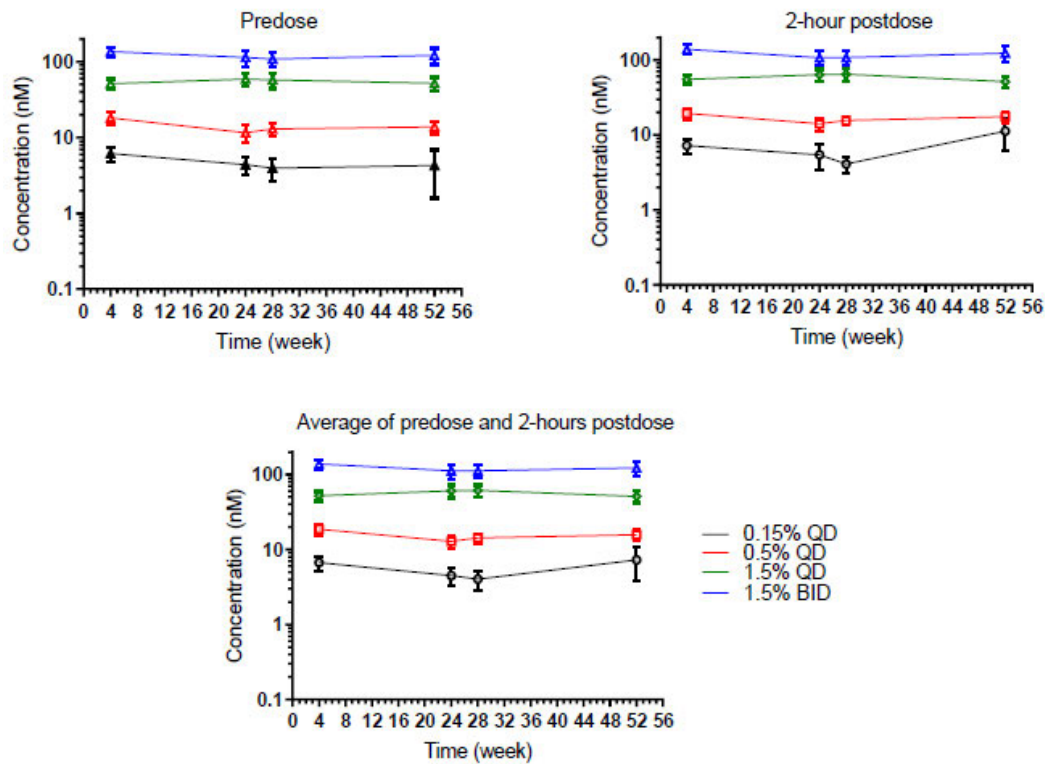 Predose
Concentration (nM)
100
10
1
0.1
0 4 8 12 16 20 24 28 32 36 40 44 48 52 56
Time (week)
2-hour postdose
Concentration (nM)
100
10
1
0.1
0 4 8 12 16 20 24 28 32 36 40 44 48 52 56
Time (week)
Average of predose and 2-hours postdose
Concentration (nM)
100
10
1
0.1
0 4 8 12 16 20 24 28 32 36 40 44 48 52 56
Time (week)
0.15% QD
0.5% QD
1.5% QD
1.5% BID